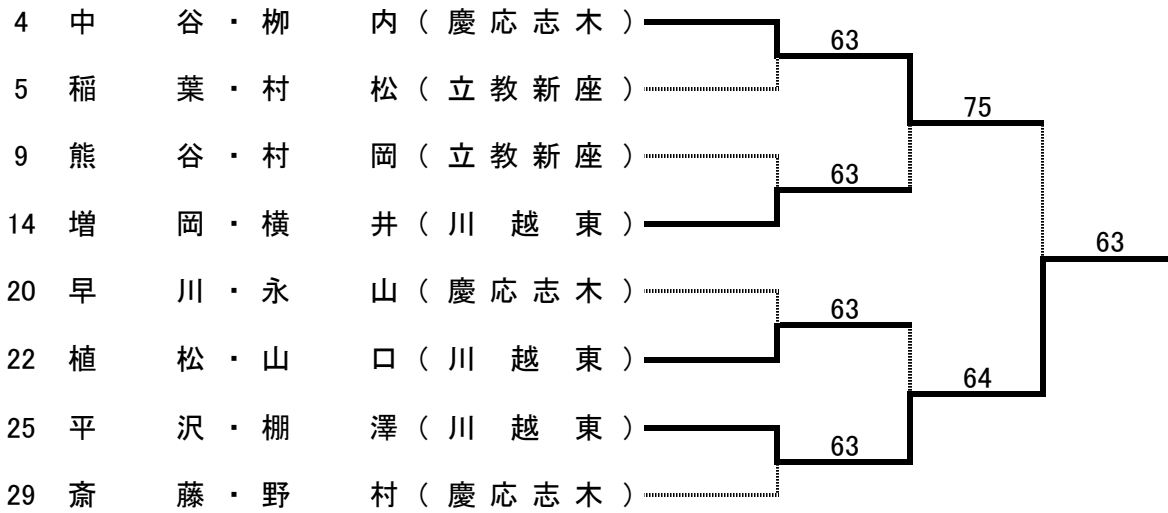 4 中 谷・栁 内(慶応志木)
63
5 稲 葉・村 松(立教新座)
75
9 熊 谷・村 岡(立教新座)
63
14 増 岡・横 井(川 越 東)
63
20 早 川・永 山(慶応志木)
63
22 植 松・山 口(川 越 東)
64
25 平 沢・棚 澤(川 越 東)
63
29 斎 藤・野 村(慶応志木)